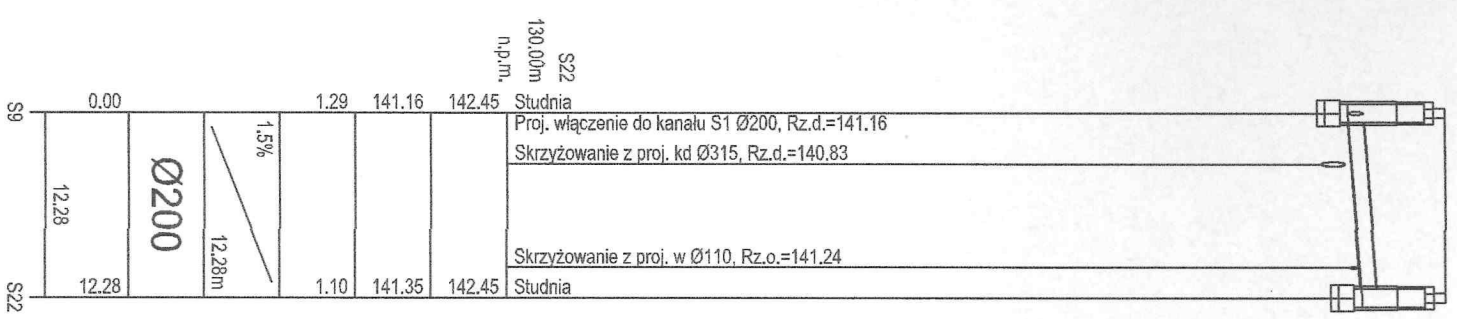 S22
130.00m
n.p.m.
0.00 1.29 141.16 142.45 Studnia
S9
Proj. włączenie do kanału S1 Ø200, Rz.d.=141.16
Skrzyżowanie z proj. kd Ø315, Rz.d.=140.83
1.5%
12.28
Ø200
12.28m
Skrzyżowanie z proj. w Ø110, Rz.o.=141.24
12.28 1.10 141.35 142.45 Studnia
S22